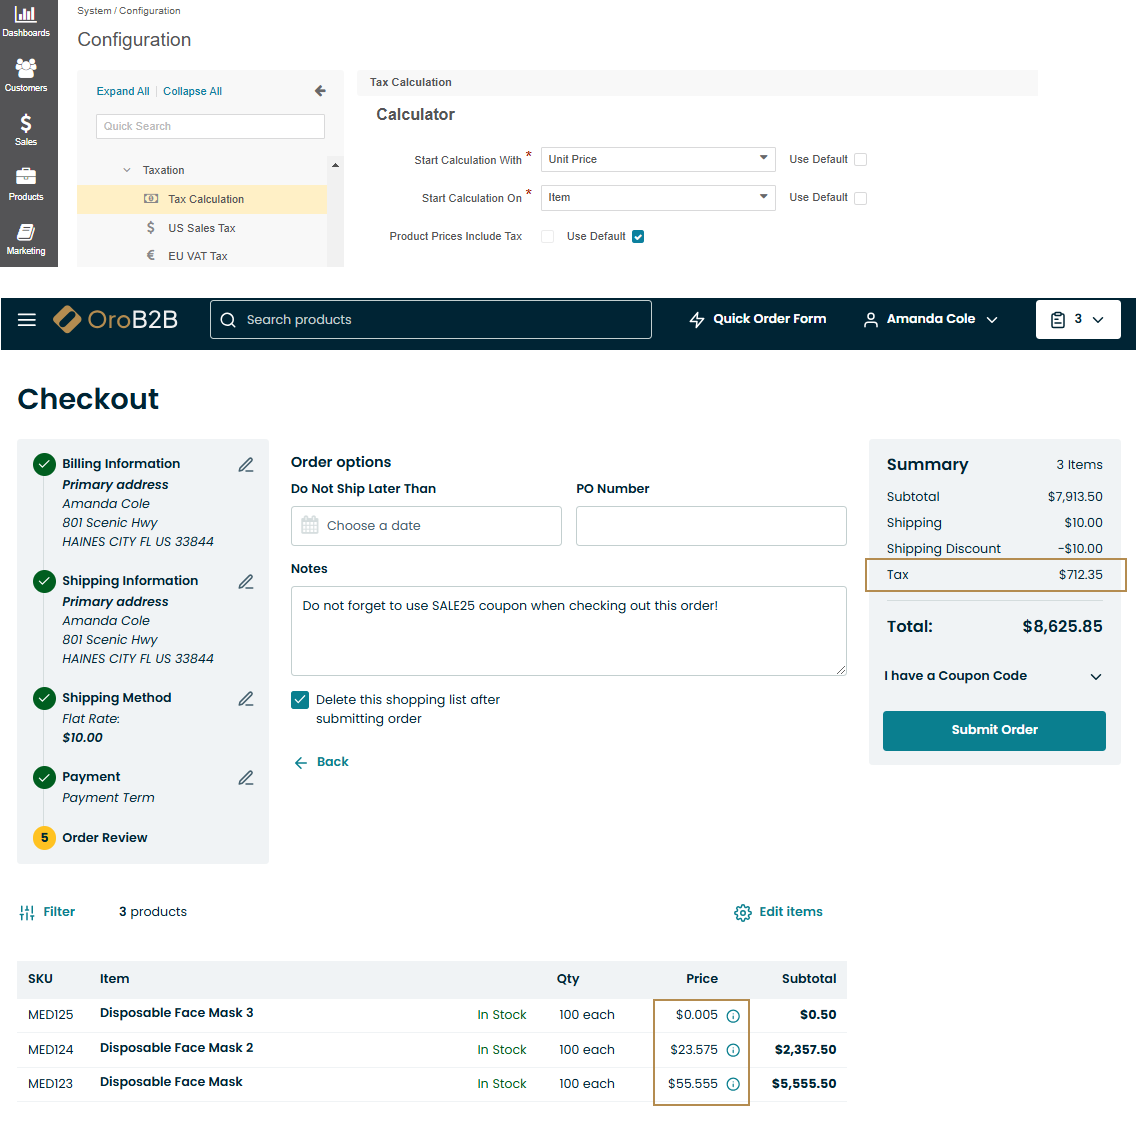 System / Configuration
Configuration
Dashboards
Customers
Sales
Products
Marketing
Expand All | Collapse All
Quick Search
Taxation
Tax Calculation
$ US Sales Tax
€ EU VAT Tax
Tax Calculation
Calculator
Start Calculation With * Unit Price Use Default
Start Calculation On * Item Use Default
Product Prices Include Tax Use Default
OroB2B
Search products
Quick Order Form
Amanda Cole
3
Checkout
Billing Information
Primary address
Amanda Cole
801 Scenic Hwy
HAINES CITY FL US 33844
Shipping Information
Primary address
Amanda Cole
801 Scenic Hwy
HAINES CITY FL US 33844
Shipping Method
Flat Rate:
$10.00
Payment
Payment Term
5 Order Review
Order options
Do Not Ship Later Than PO Number
Choose a date
Notes
Do not forget to use SALE25 coupon when checking out this order!
Delete this shopping list after
submitting order
Back
Summary 3 Items
Subtotal $7,913.50
Shipping $10.00
Shipping Discount -$10.00
Tax $712.35
Total: $8,625.85
I have a Coupon Code
Submit Order
Filter 3 products Edit items
SKU Item Qty Price Subtotal
MED125 Disposable Face Mask 3 In Stock 100 each $0.005 $0.50
MED124 Disposable Face Mask 2 In Stock 100 each $23.575 $2,357.50
MED123 Disposable Face Mask In Stock 100 each $55.555 $5,555.50